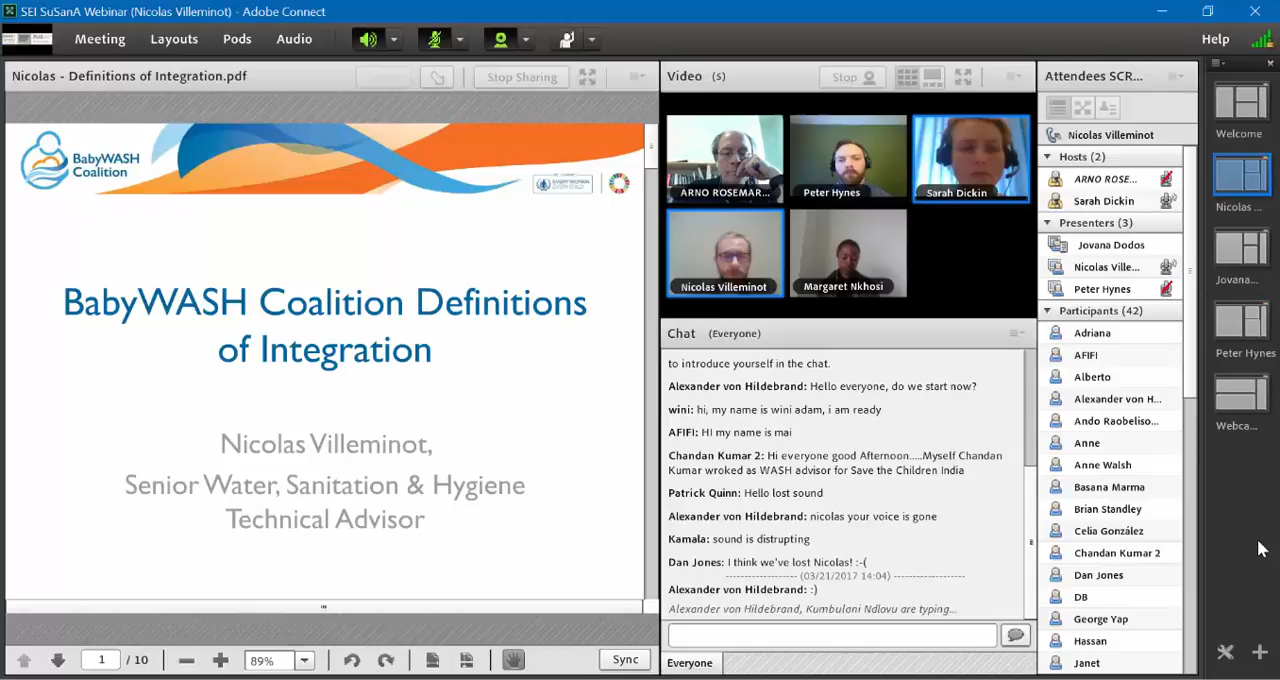 SEI SuSanA Webinar (Nicolas Villeminot) - Adobe Connect
Meeting Layouts Pods Audio Help
Nicolas - Definitions of Integration.pdf
Stop Sharing
BabyWASH
Coalition
BabyWASH Coalition Definitions
of Integration
Nicolas Villeminot,
Senior Water, Sanitation & Hygiene
Technical Advisor
1 / 10
89%
Sync
Video (5)
Stop
ARNO ROSEMAR...
Peter Hynes
Sarah Dickin
Nicolas Villeminot
Margaret Nkhosi
Chat (Everyone)
to introduce yourself in the chat.
Alexander von Hildebrand: Hello everyone, do we start now?
wini: hi, my name is wini adam, i am ready
AFIFI: HI my name is mai
Chandan Kumar 2: Hi everyone good Afternoon.....Myself Chandan
Kumar wroked as WASH advisor for Save the Children India
Patrick Quinn: Hello lost sound
Alexander von Hildebrand: nicolas your voice is gone
Kamala: sound is distrupting
Dan Jones: I think we've lost Nicolas! :-(
------------------- (03/21/2017 14:04) -------------------
Alexander von Hildebrand: :)
Alexander von Hildebrand, Kumbulani Ndlovu are typing...
Everyone
Attendees SCR...
Nicolas Villeminot
Hosts (2)
ARNO ROSE...
Sarah Dickin
Presenters (3)
Jovana Dodos
Nicolas Ville...
Peter Hynes
Participants (42)
Adriana
AFIFI
Alberto
Alexander von H...
Ando Raobeliso...
Anne
Anne Walsh
Basana Marma
Brian Standley
Celia González
Chandan Kumar 2
Dan Jones
DB
George Yap
Hassan
Janet
Welcome
Nicolas ...
Jovana...
Peter Hynes
Webca...